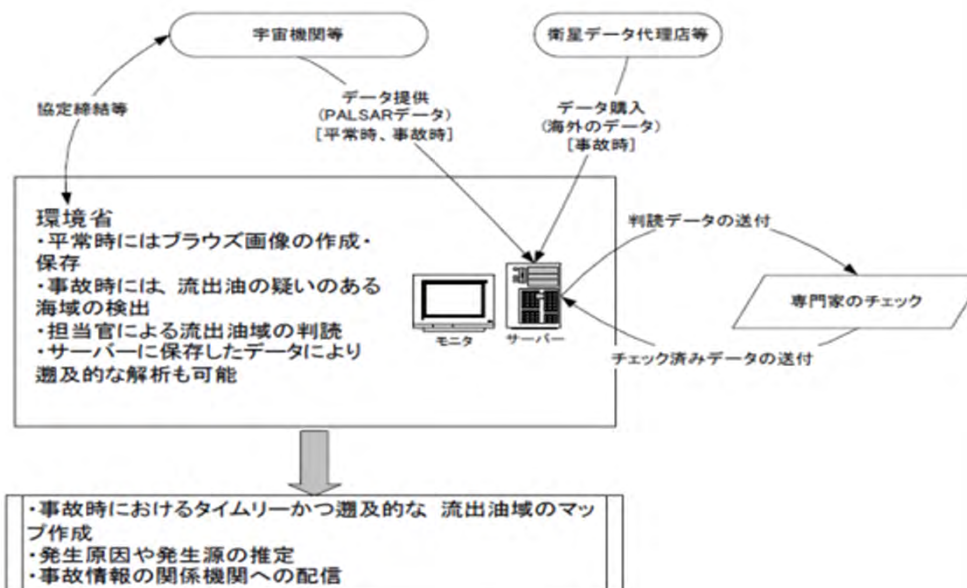 宇宙機関等
衛星データ代理店等
協定締結等
データ提供
(PALSARデータ)
[平常時、事故時]
データ購入
(海外のデータ)
[事故時]
環境省
・平常時にはブラウズ画像の作成・
保存
・事故時には、流出油の疑いのある
海域の検出
・担当官による流出油域の判読
・サーバーに保存したデータにより
遡及的な解析も可能
モニタ
サーバー
判読データの送付
専門家のチェック
チェック済みデータの送付
・事故時におけるタイムリーかつ遡及的な 流出油域のマッ
プ作成
・発生原因や発生源の推定
・事故情報の関係機関への配信